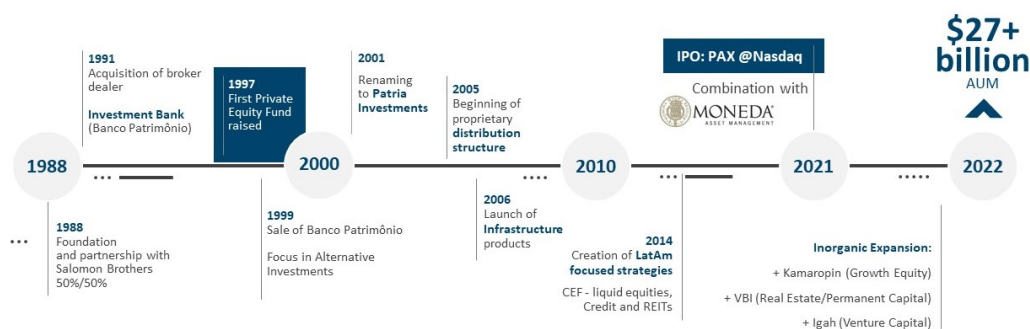 $27+
billion
AUM
IPO: PAX @Nasdaq
Combination with
MONEDA
ASSET MANAGEMENT
1991
Acquisition of broker
dealer
Investment Bank
(Banco Patrimônio)
1997
First Private
Equity Fund
raised
2001
Renaming
to Patria
Investments
2005
Beginning of
proprietary
distribution
structure
1988
2000
2010
2021
2022
1988
Foundation
and partnership with
Salomon Brothers
50%/50%
1999
Sale of Banco Patrimônio
Focus in Alternative
Investments
2006
Launch of
Infrastructure
products
2014
Creation of LatAm
focused strategies
CEF - liquid equities,
Credit and REITs
Inorganic Expansion:
+ Kamaropin (Growth Equity)
+ VBI (Real Estate/Permanent Capital)
+ Igah (Venture Capital)